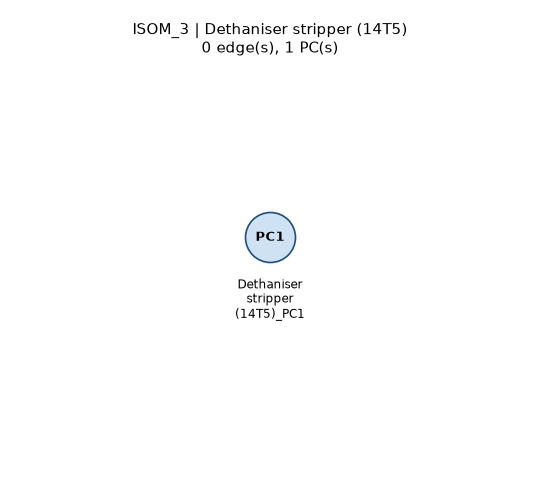 ISOM_3 | Dethaniser stripper (14T5)
0 edge(s), 1 PC(s)
PC1
Dethaniser
stripper
(14T5)_PC1